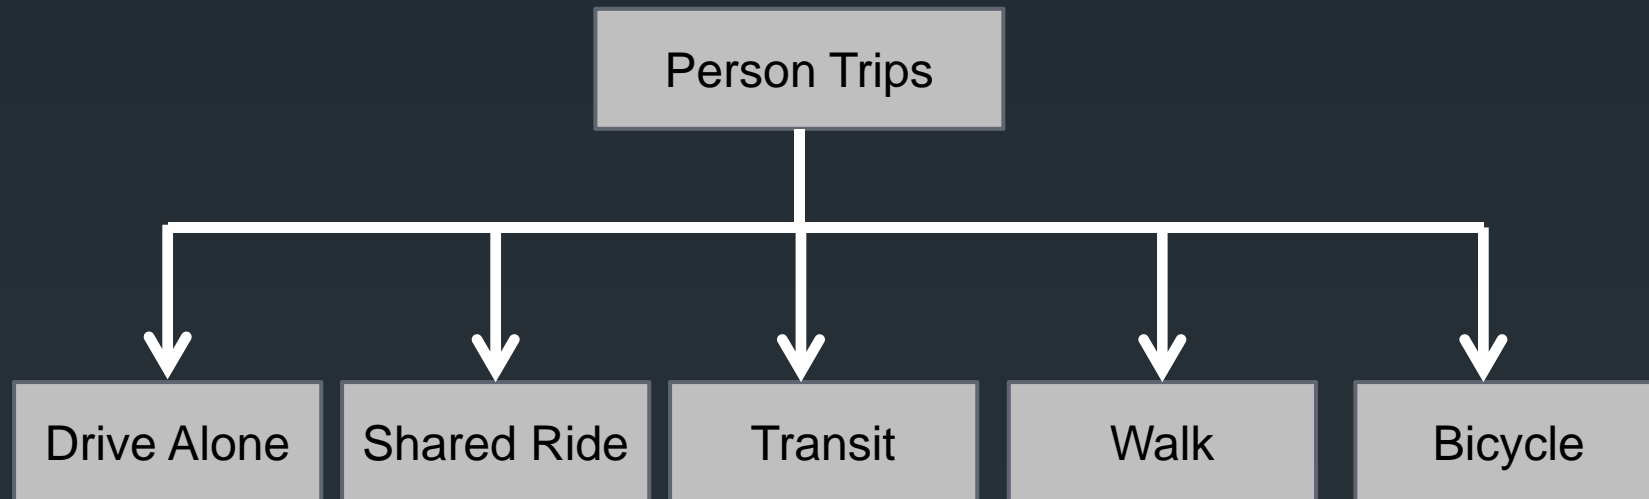 Person Trips
Drive Alone
Shared Ride
Transit
Walk
Bicycle